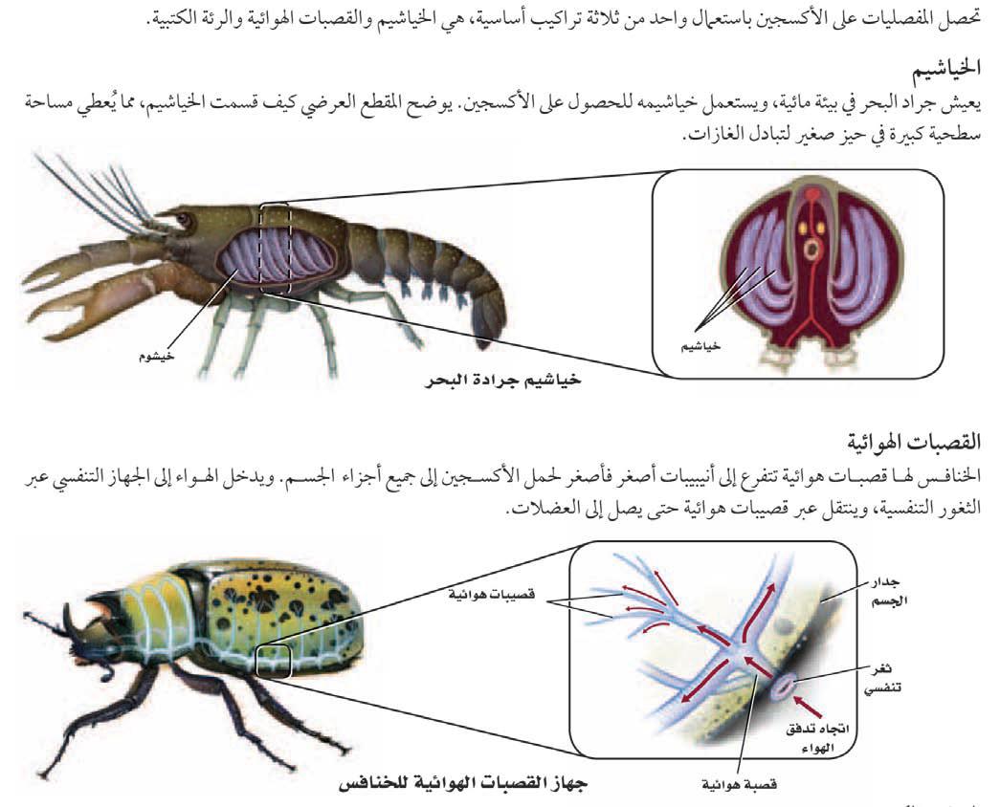 تحصل المفصليات على الأكسجين باستعمال واحد من ثلاثة تراكيب أساسية، هي الخياشيم والقصبات الهوائية والرئة الكتبية.
الخياشيم
يعيش جراد البحر في بيئة مائية، ويستعمل خياشيمه للحصول على الأكسجين. يوضح المقطع العرضي كيف قسمت الخياشيم، مما يُعطي مساحة
سطحية كبيرة في حيز صغير لتبادل الغازات.
خياشيم
خيشوم
خياشيم جرادة البحر
القصبات الهوائية
الخنافس لها قصبات هوائية تتفرع إلى أنيبيبات أصغر فأصغر لحمل الأكسجين إلى جميع أجزاء الجسم. ويدخل الهواء إلى الجهاز التنفسي عبر
الثغور التنفسية، وينتقل عبر قصيبات هوائية حتى يصل إلى العضلات.
جدار
الجسم
قصيبات هوائية
ثغر
تنفسي
اتجاه تدفق
الهواء
قصبة هوائية
جهاز القصبات الهوائية للخنافس